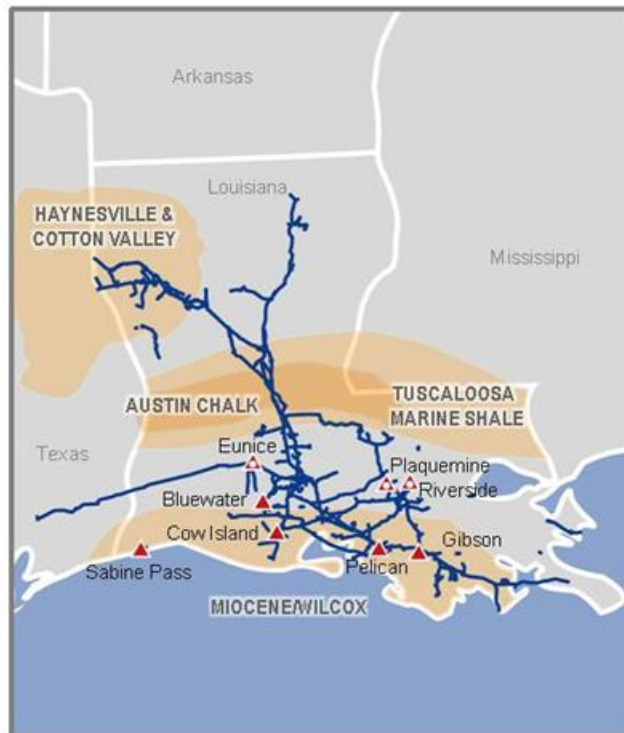 Arkansas
Louisiana
HAYNESVILLE &
COTTON VALLEY
Mississippi
AUSTIN CHALK
TUSCALOOSA
MARINE SHALE
Texas
Eunice
Plaquemine
Riverside
Bluewater
Cow Island
Gibson
Sabine Pass
Pelican
MIOCENE/WILCOX